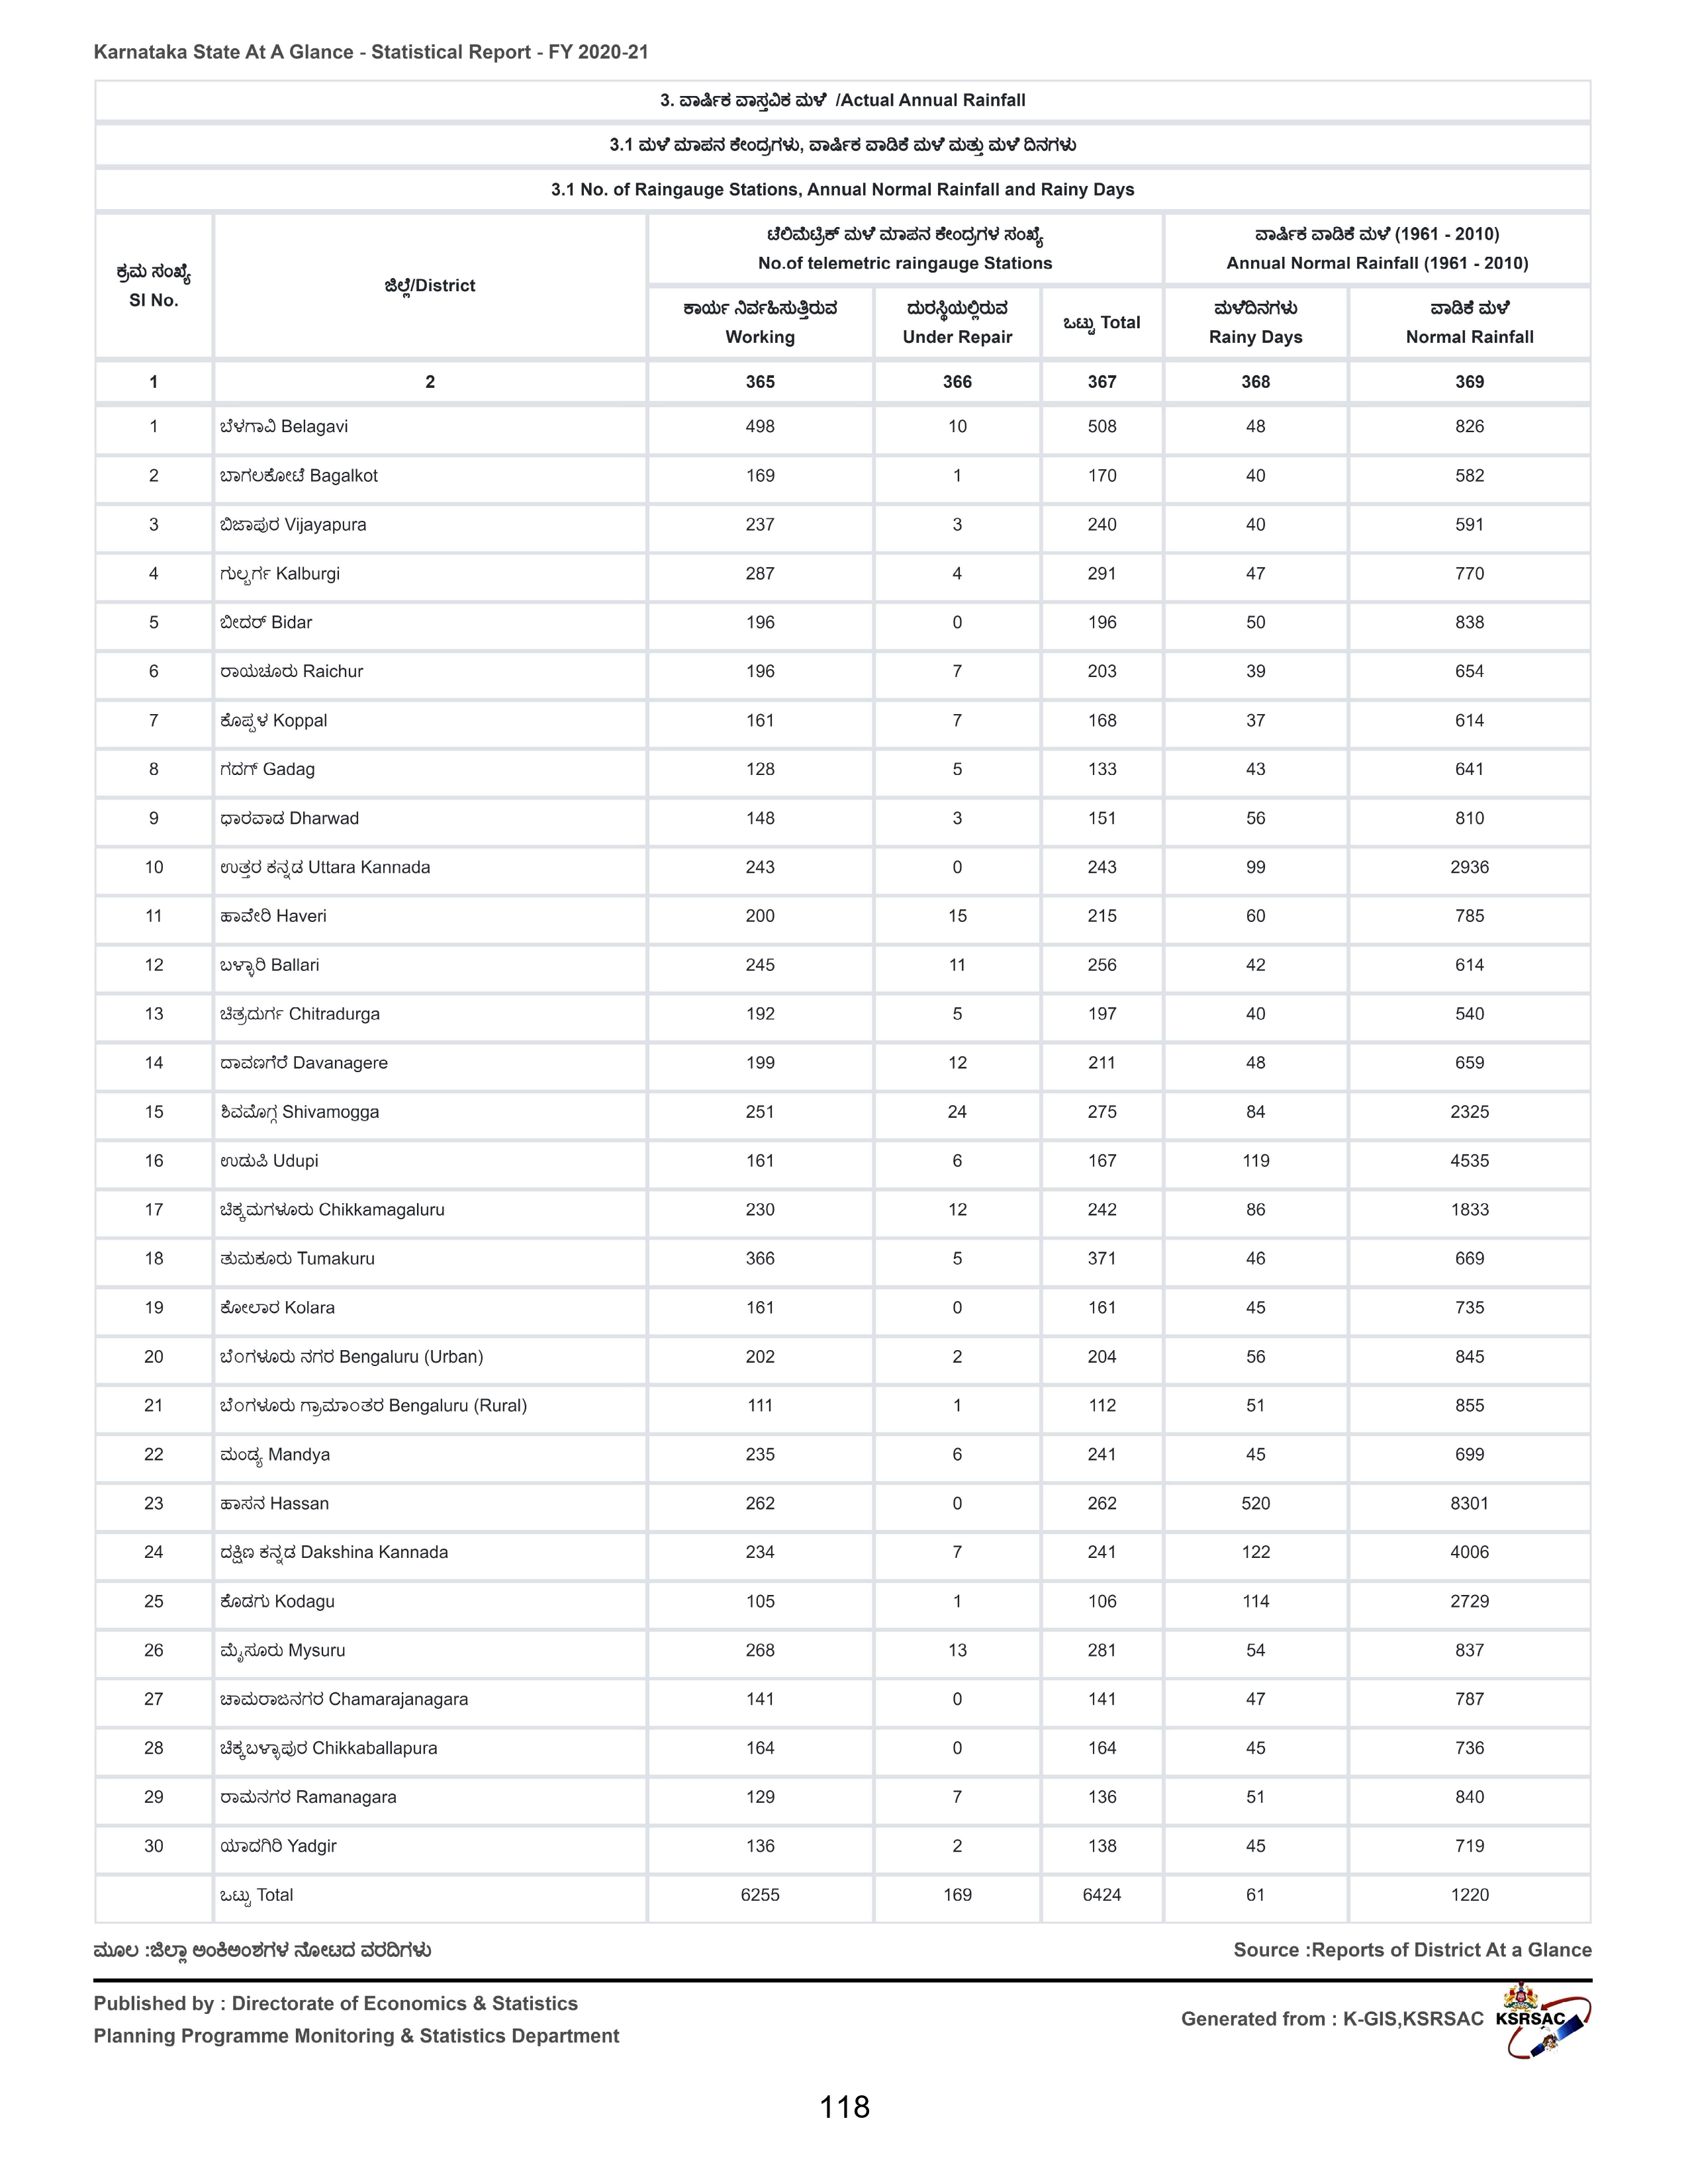 Karnataka State At A Glance - Statistical Report - FY 2020-21
3. ವಾರ್ಷಿಕ ವಾಸ್ತವಿಕ ಮಳೆ /Actual Annual Rainfall
3.1 ಮಳೆ ಮಾಪನ ಕೇಂದ್ರಗಳು, ವಾರ್ಷಿಕ ವಾಡಿಕೆ ಮಳೆ ಮತ್ತು ಮಳೆ ದಿನಗಳು
3.1 No. of Raingauge Stations, Annual Normal Rainfall and Rainy Days
ಕ್ರಮ ಸಂಖ್ಯೆ
Sl No.
ಜಿಲ್ಲೆ/District
ಟೆಲಿಮೆಟ್ರಿಕ್ ಮಳೆ ಮಾಪನ ಕೇಂದ್ರಗಳ ಸಂಖ್ಯೆ
No.of telemetric raingauge Stations
ವಾರ್ಷಿಕ ವಾಡಿಕೆ ಮಳೆ (1961 - 2010)
Annual Normal Rainfall (1961 - 2010)
ಕಾರ್ಯ ನಿರ್ವಹಿಸುತ್ತಿರುವ
Working
ದುರಸ್ಥಿಯಲ್ಲಿರುವ
Under Repair
ಒಟ್ಟು Total
ಮಳೆದಿನಗಳು
Rainy Days
ವಾಡಿಕೆ ಮಳೆ
Normal Rainfall
1 2 365 366 367 368 369
1 ಬೆಳಗಾವಿ Belagavi 498 10 508 48 826
2 ಬಾಗಲಕೋಟೆ Bagalkot 169 1 170 40 582
3 ಬಿಜಾಪುರ Vijayapura 237 3 240 40 591
4 ಗುಲ್ಬರ್ಗ Kalburgi 287 4 291 47 770
5 ಬೀದರ್ Bidar 196 0 196 50 838
6 ರಾಯಚೂರು Raichur 196 7 203 39 654
7 ಕೊಪ್ಪಳ Koppal 161 7 168 37 614
8 ಗದಗ್ Gadag 128 5 133 43 641
9 ಧಾರವಾಡ Dharwad 148 3 151 56 810
10 ಉತ್ತರ ಕನ್ನಡ Uttara Kannada 243 0 243 99 2936
11 ಹಾವೇರಿ Haveri 200 15 215 60 785
12 ಬಳ್ಳಾರಿ Ballari 245 11 256 42 614
13 ಚಿತ್ರದುರ್ಗ Chitradurga 192 5 197 40 540
14 ದಾವಣಗೆರೆ Davanagere 199 12 211 48 659
15 ಶಿವಮೊಗ್ಗ Shivamogga 251 24 275 84 2325
16 ಉಡುಪಿ Udupi 161 6 167 119 4535
17 ಚಿಕ್ಕಮಗಳೂರು Chikkamagaluru 230 12 242 86 1833
18 ತುಮಕೂರು Tumakuru 366 5 371 46 669
19 ಕೋಲಾರ Kolara 161 0 161 45 735
20 ಬೆಂಗಳೂರು ನಗರ Bengaluru (Urban) 202 2 204 56 845
21 ಬೆಂಗಳೂರು ಗ್ರಾಮಾಂತರ Bengaluru (Rural) 111 1 112 51 855
22 ಮಂಡ್ಯ Mandya 235 6 241 45 699
23 ಹಾಸನ Hassan 262 0 262 520 8301
24 ದಕ್ಷಿಣ ಕನ್ನಡ Dakshina Kannada 234 7 241 122 4006
25 ಕೊಡಗು Kodagu 105 1 106 114 2729
26 ಮೈಸೂರು Mysuru 268 13 281 54 837
27 ಚಾಮರಾಜನಗರ Chamarajanagara 141 0 141 47 787
28 ಚಿಕ್ಕಬಳ್ಳಾಪುರ Chikkaballapura 164 0 164 45 736
29 ರಾಮನಗರ Ramanagara 129 7 136 51 840
30 ಯಾದಗಿರಿ Yadgir 136 2 138 45 719
ಒಟ್ಟು Total 6255 169 6424 61 1220
ಮೂಲ :ಜಿಲ್ಲಾ ಅಂಕಿಅಂಶಗಳ ನೋಟದ ವರದಿಗಳು Source :Reports of District At a Glance
Published by : Directorate of Economics & Statistics
Planning Programme Monitoring & Statistics Department
Generated from : K-GIS,KSRSAC KSRSAC
118